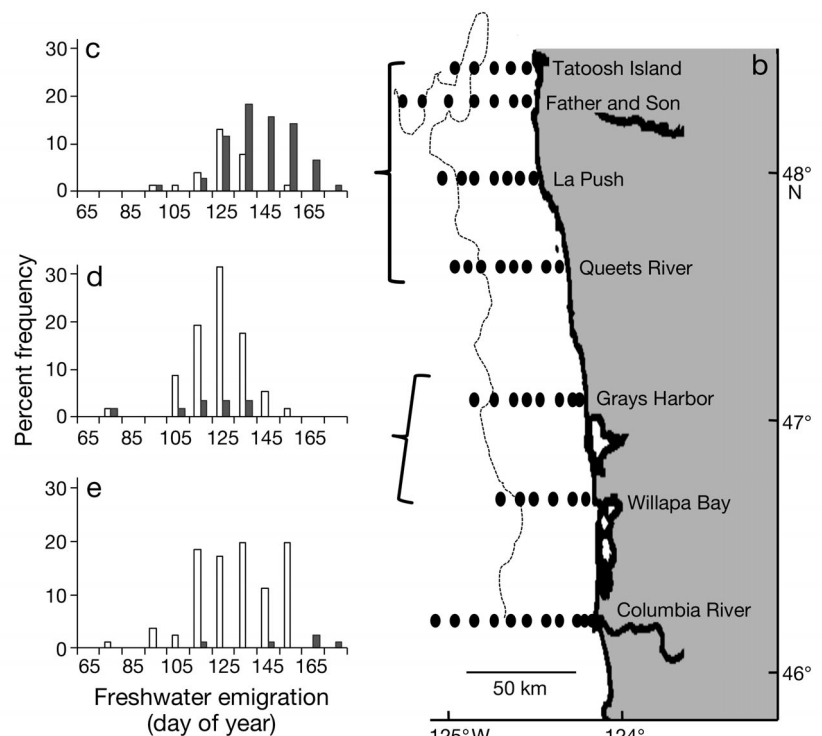 c
30
20
10
0
65 85 105 125 145 165
d
30
20
10
0
65 85 105 125 145 165
e
30
20
10
0
65 85 105 125 145 165
Percent frequency
Freshwater emigration
(day of year)
b
Tatoosh Island
Father and Son
La Push
Queets River
Grays Harbor
Willapa Bay
Columbia River
48°
N
47°
46°
50 km
125°W 124°